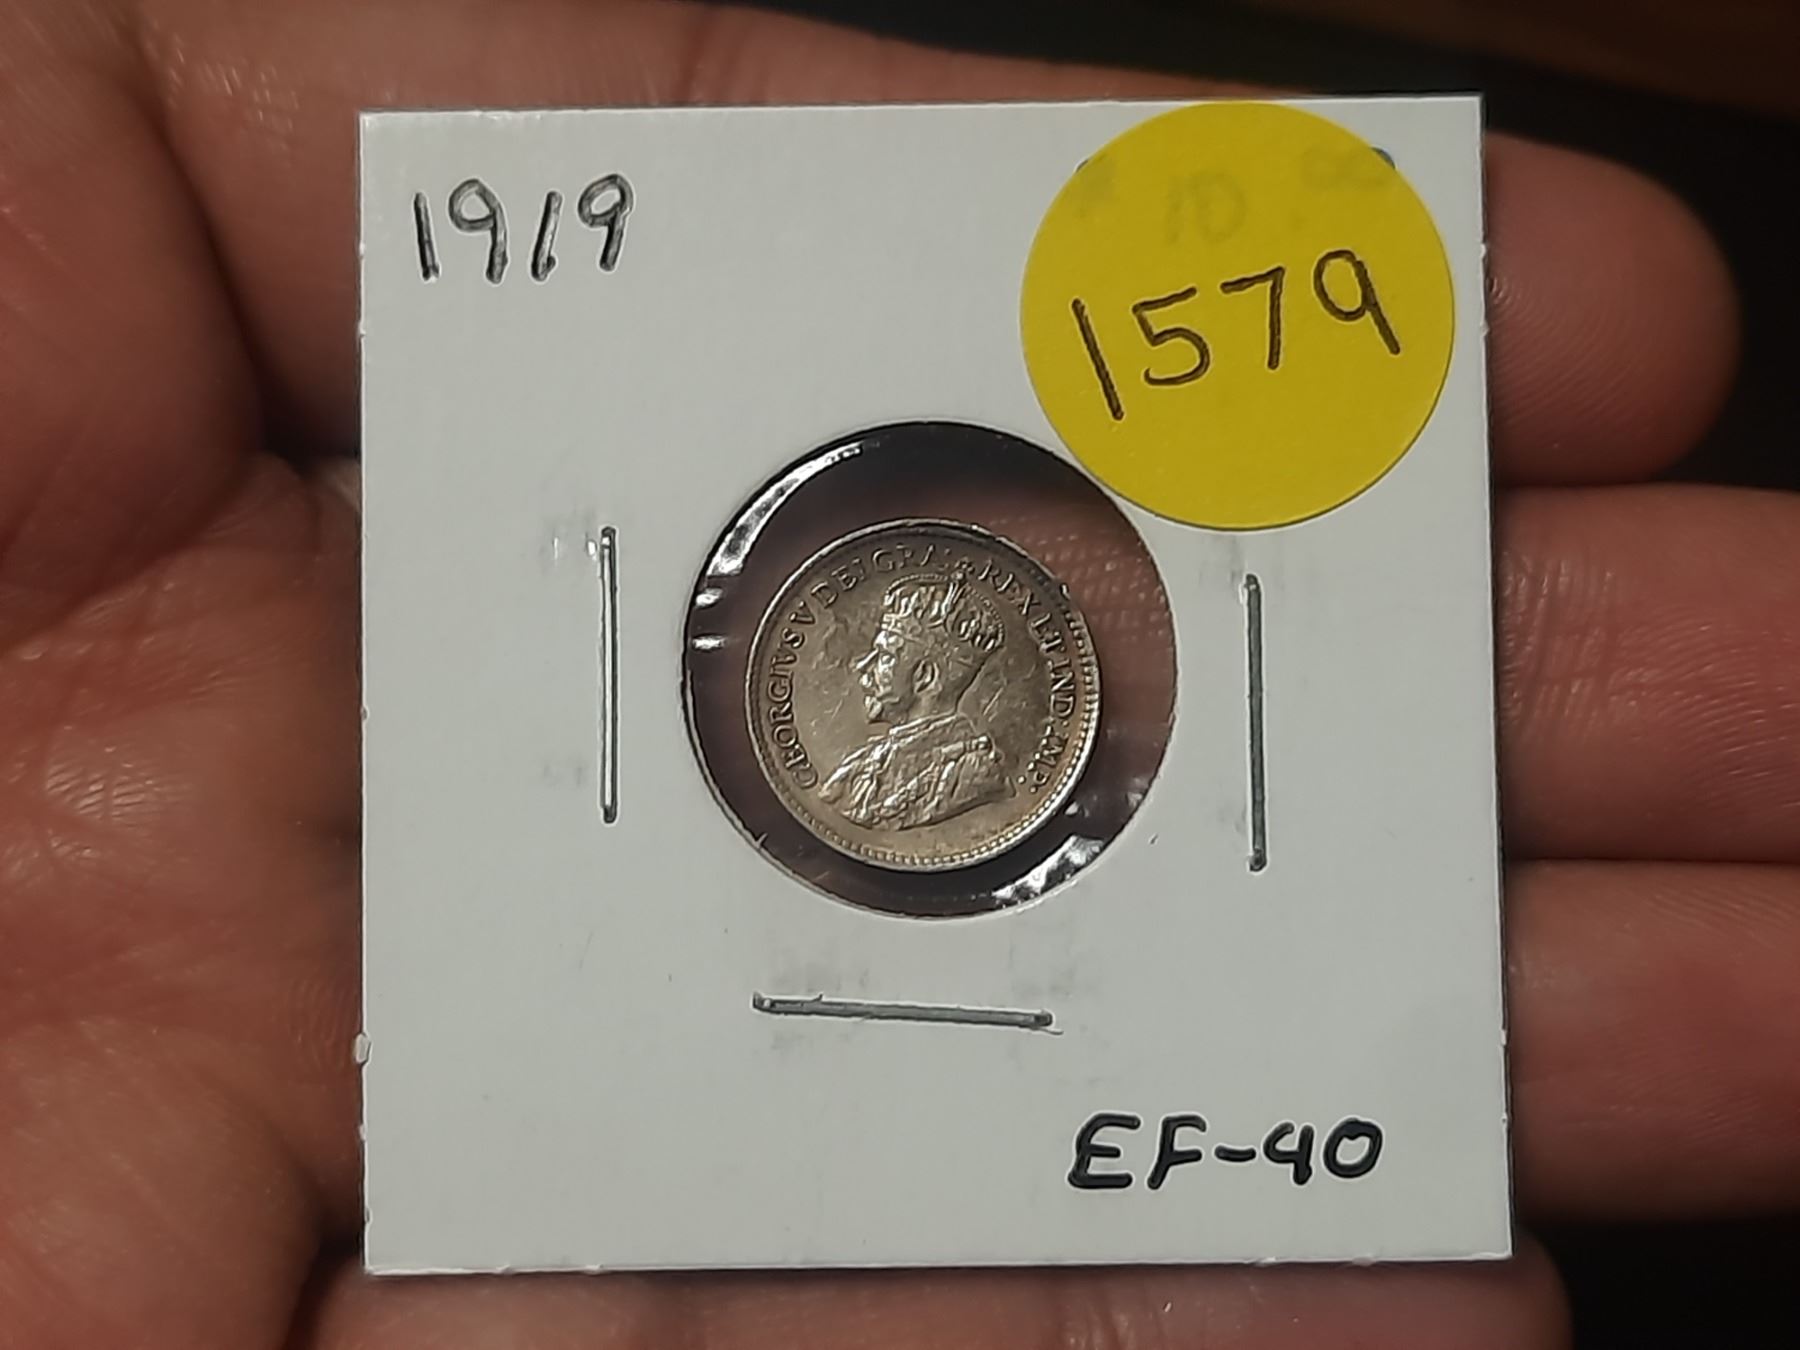 1919
10
1579
GEORGIVS V DEI GRA: REX ET IND: IMP:
EF-40